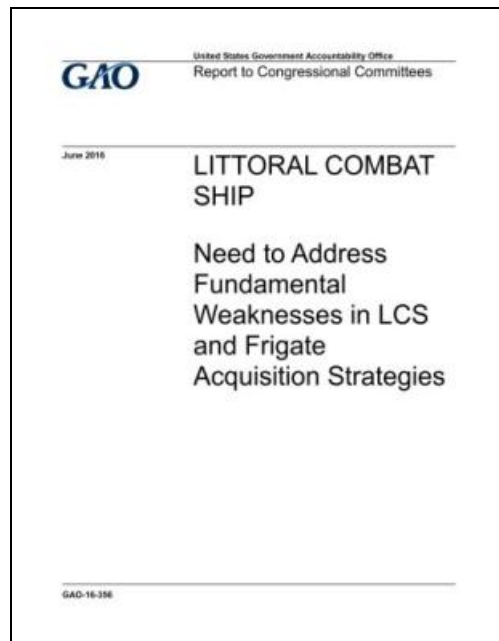 United States Government Accountability Office
GAO
Report to Congressional Committees
June 2016
LITTORAL COMBAT
SHIP
Need to Address
Fundamental
Weaknesses in LCS
and Frigate
Acquisition Strategies
GAO-16-356